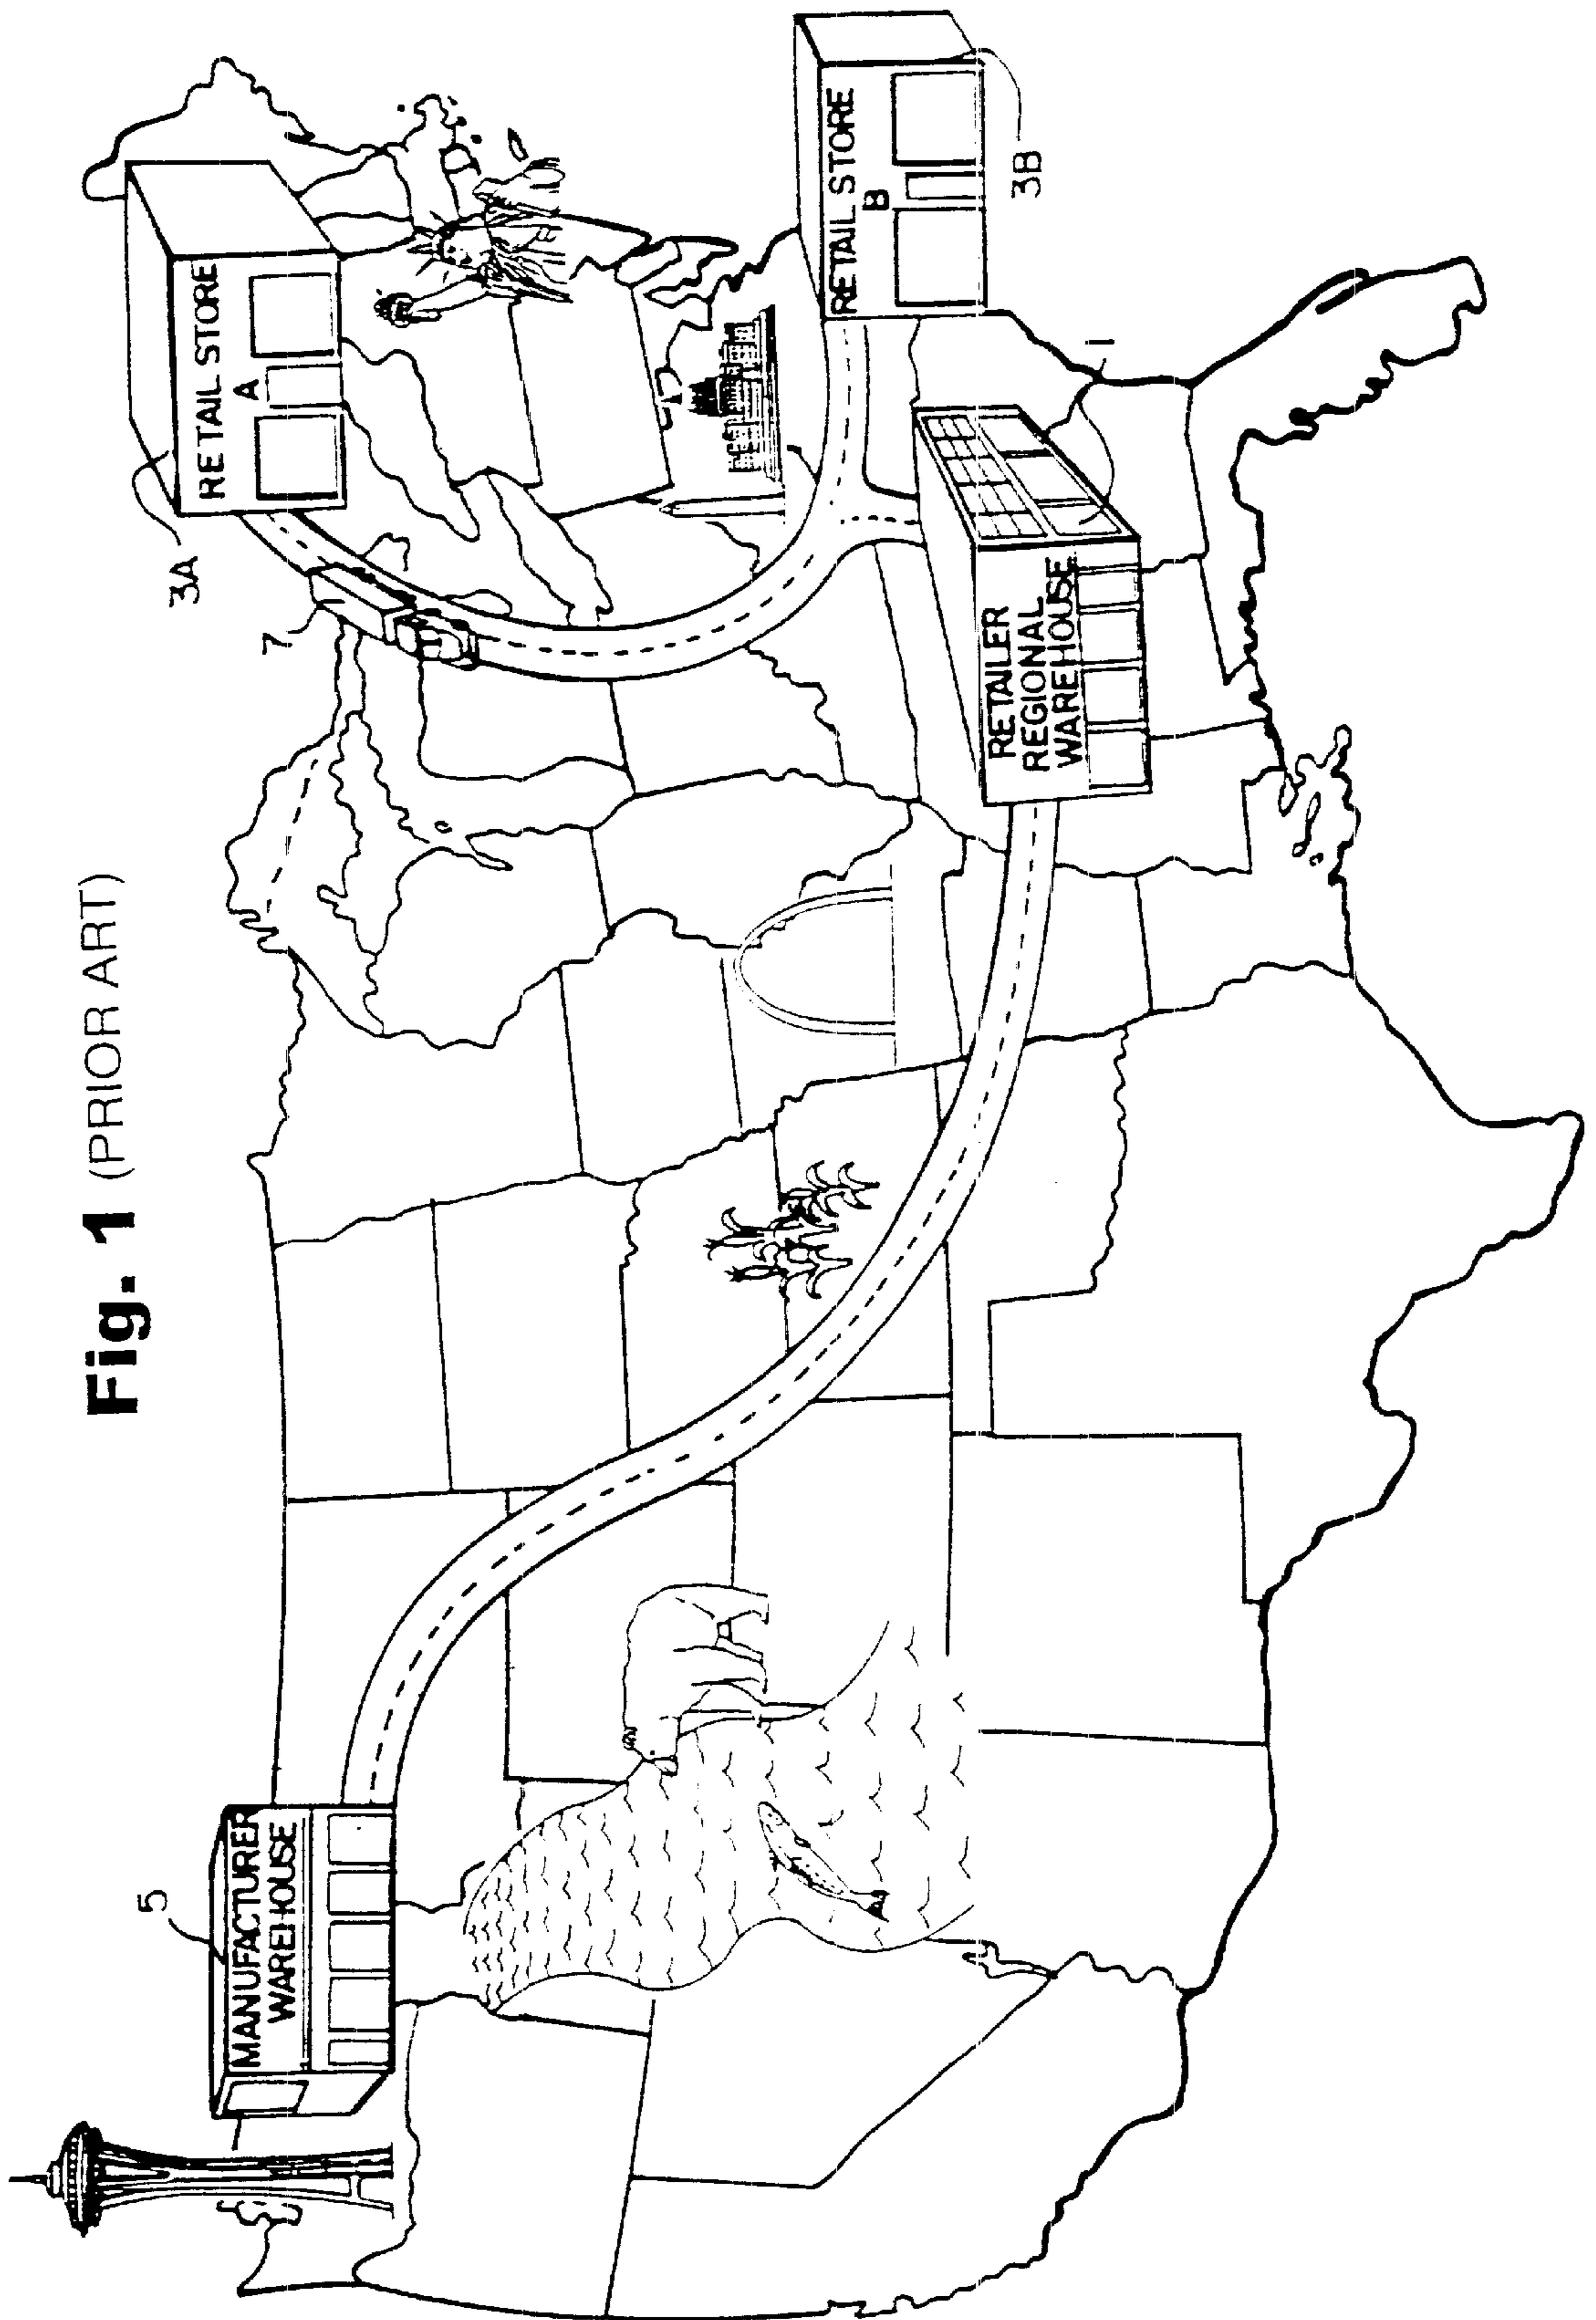 Fig. 1 (PRIOR ART)
5
MANUFACTURER
WAREHOUSE
3A
RETAIL STORE
A
7
RETAILER
REGIONAL
WAREHOUSE
1
RETAIL STORE
B
3B